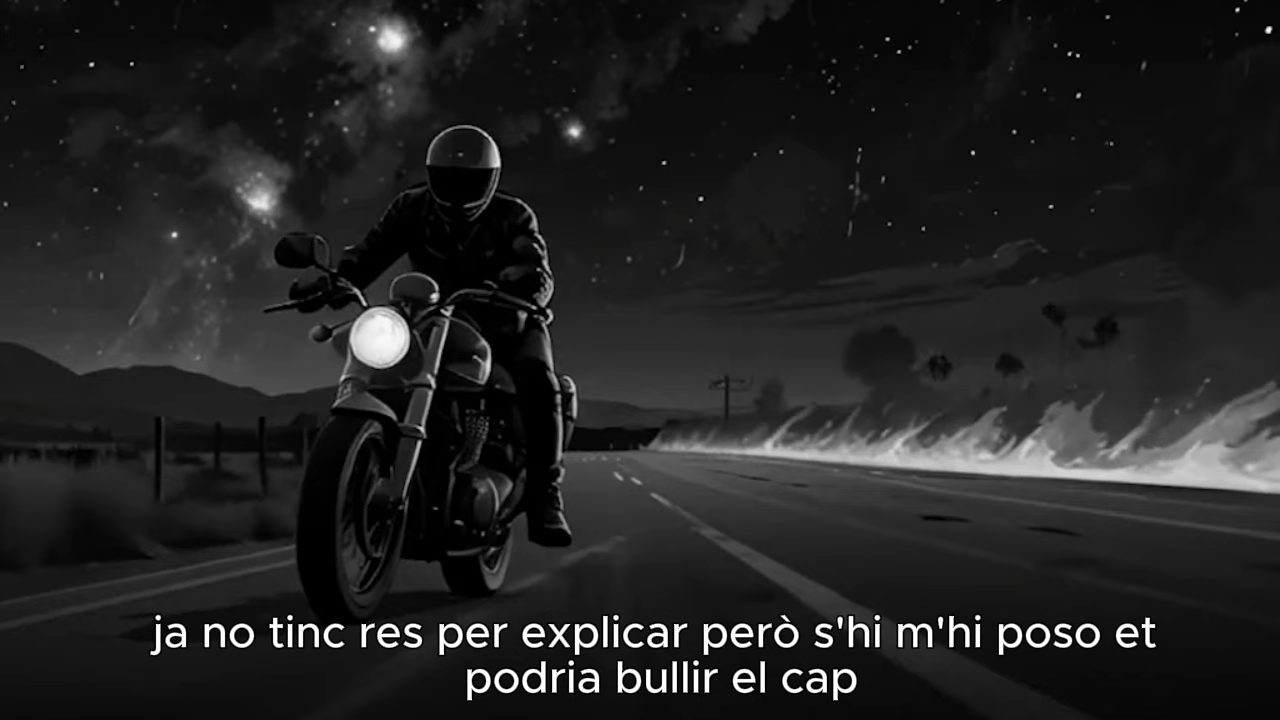 ja no tinc res per explicar però s'hi m'hi poso et
podria bullir el cap